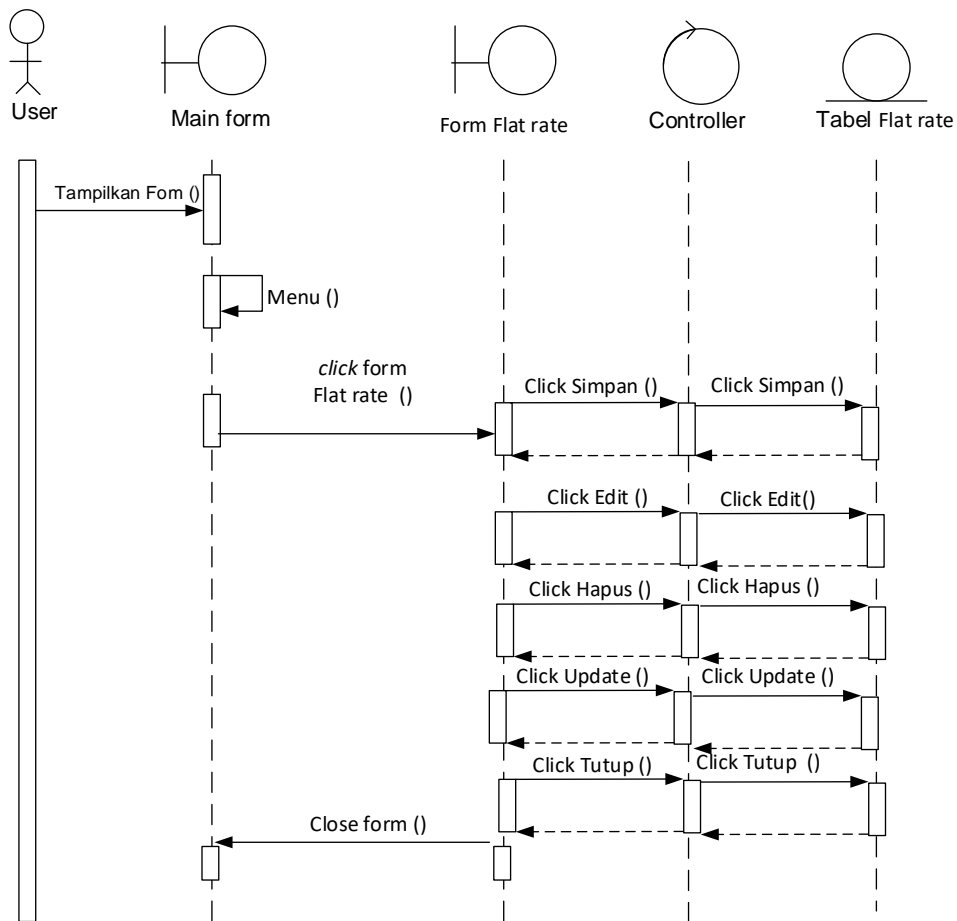 User
Main form
Form Flat rate
Controller
Tabel Flat rate
Tampilkan Fom ()
Menu ()
click form
Flat rate ()
Click Simpan ()
Click Simpan ()
Click Edit ()
Click Edit()
Click Hapus ()
Click Hapus ()
Click Update ()
Click Update ()
Click Tutup ()
Click Tutup ()
Close form ()